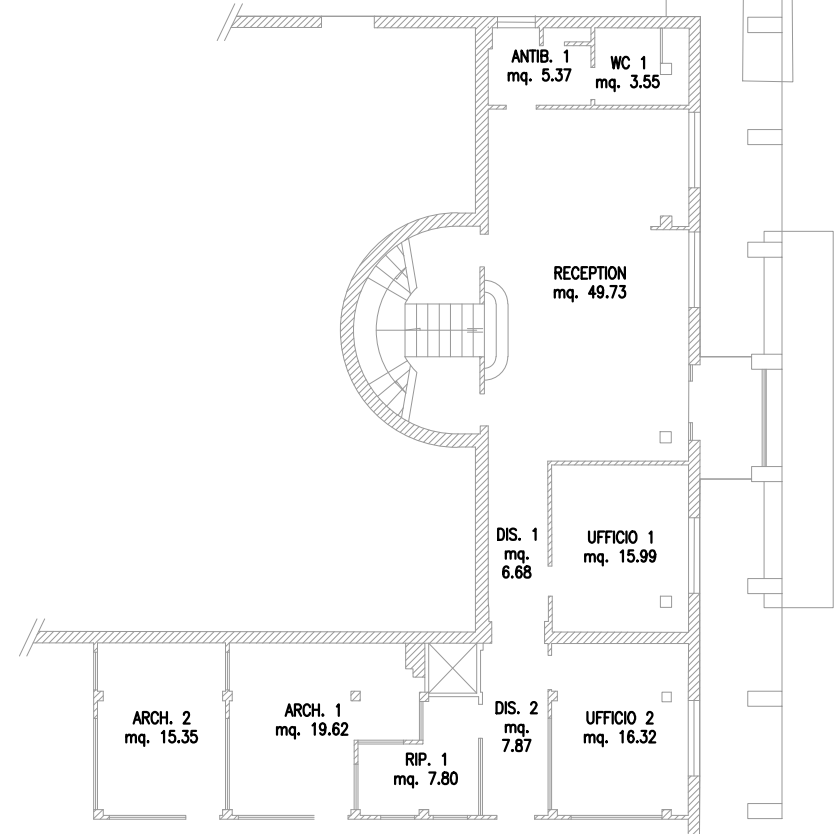 ANTIB. 1
mq. 5.37
WC 1
mq. 3.55
RECEPTION
mq. 49.73
DIS. 1
mq.
6.68
UFFICIO 1
mq. 15.99
ARCH. 2
mq. 15.35
ARCH. 1
mq. 19.62
RIP. 1
mq. 7.80
DIS. 2
mq.
7.87
UFFICIO 2
mq. 16.32